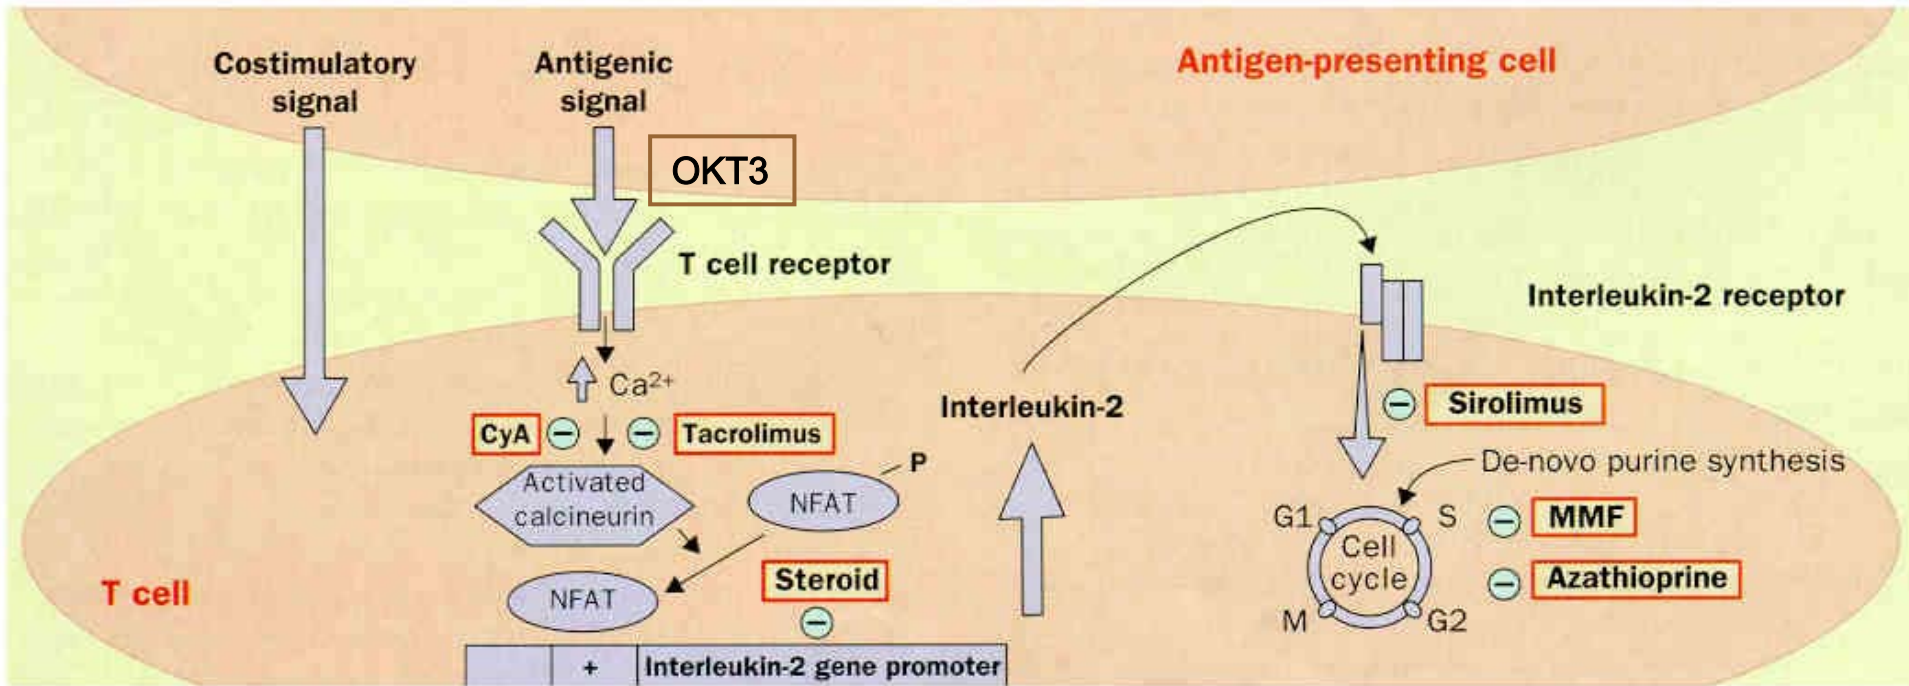 Costimulatory
signal
Antigenic
signal
Antigen-presenting cell
OKT3
T cell receptor
Interleukin-2 receptor
Ca²⁺
Interleukin-2
− Sirolimus
CyA − − Tacrolimus
P
De-novo purine synthesis
Activated
calcineurin
NFAT
G1 S − MMF
Cell
cycle
Steroid
−
− Azathioprine
T cell
NFAT
M G2
+ Interleukin-2 gene promoter